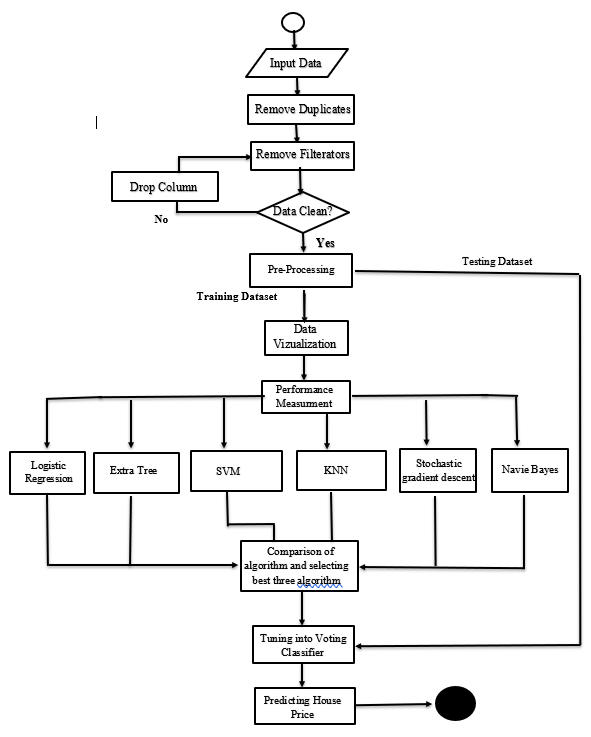 Input Data
Remove Duplicates
Remove Filterators
Drop Column
Data Clean?
No
Yes
Testing Dataset
Pre-Processing
Training Dataset
Data
Vizualization
Performance
Measurment
Logistic
Regression
Extra Tree
SVM
KNN
Stochastic
gradient descent
Navie Bayes
Comparison of
algorithm and selecting
best three algorithm
Tuning into Voting
Classifier
Predicting House
Price